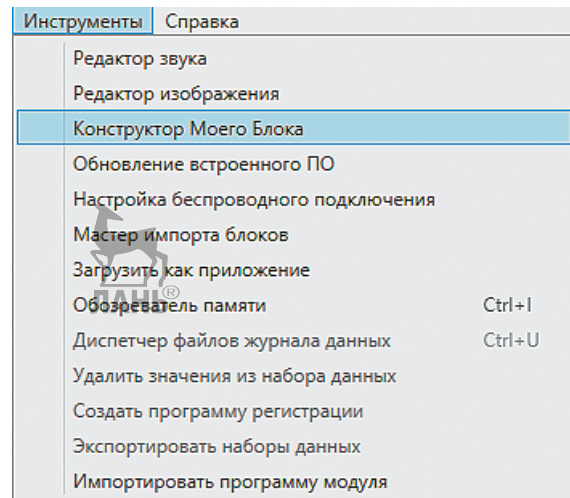 Инструменты Справка
Редактор звука
Редактор изображения
Конструктор Моего Блока
Обновление встроенного ПО
Настройка беспроводного подключения
Мастер импорта блоков
Загрузить как приложение
ЛАНЬ®
Обозреватель памяти Ctrl+I
Диспетчер файлов журнала данных Ctrl+U
Удалить значения из набора данных
Создать программу регистрации
Экспортировать наборы данных
Импортировать программу модуля